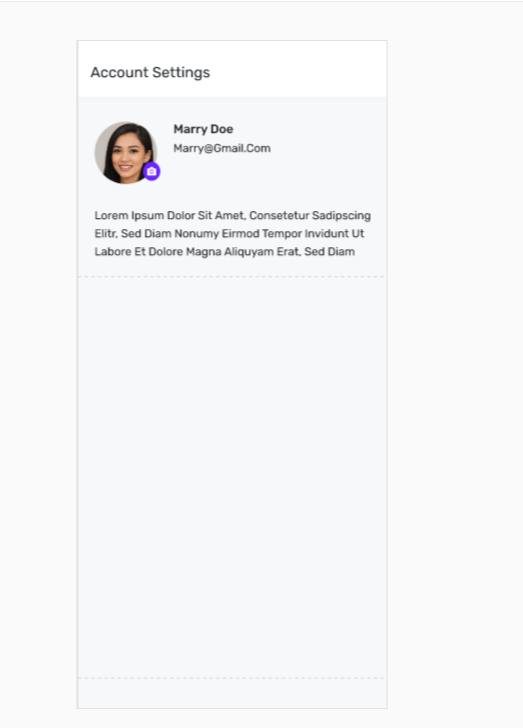 Account Settings
Marry Doe
Marry@Gmail.Com
Lorem Ipsum Dolor Sit Amet, Consetetur Sadipscing
Elitr, Sed Diam Nonumy Eirmod Tempor Invidunt Ut
Labore Et Dolore Magna Aliquyam Erat, Sed Diam